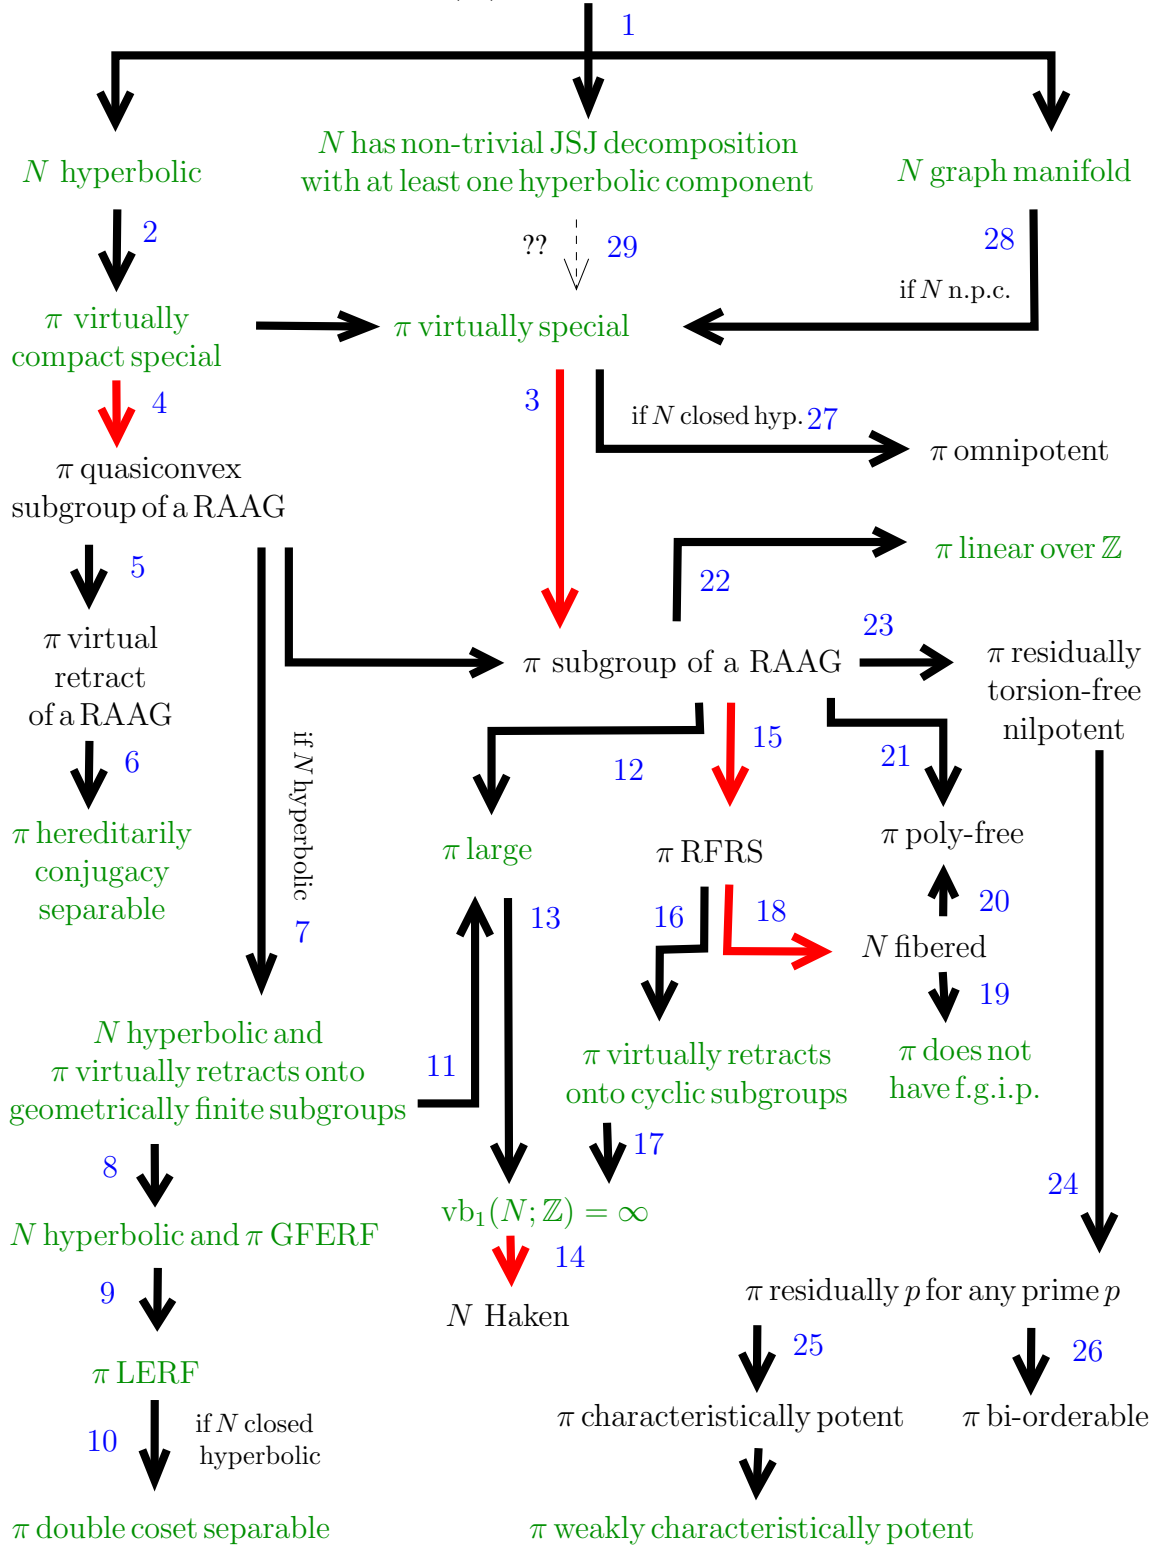 1
N hyperbolic
N has non-trivial JSJ decomposition
with at least one hyperbolic component
N graph manifold
2
??
29
28
if N n.p.c.
π virtually
compact special
π virtually special
4
3
if N closed hyp. 27
π omnipotent
π quasiconvex
subgroup of a RAAG
π linear over ℤ
5
22
23
π virtual
retract
of a RAAG
π subgroup of a RAAG
π residually
torsion-free
nilpotent
6
if N hyperbolic
7
12
15
21
π hereditarily
conjugacy
separable
π large
π RFRS
π poly-free
13
16
18
20
N fibered
19
N hyperbolic and
π virtually retracts onto
geometrically finite subgroups
11
π virtually retracts
onto cyclic subgroups
π does not
have f.g.i.p.
8
17
24
N hyperbolic and π GFERF
vb₁(N; ℤ) = ∞
9
14
N Haken
π residually p for any prime p
π LERF
25
26
10
if N closed
hyperbolic
π characteristically potent
π bi-orderable
π double coset separable
π weakly characteristically potent